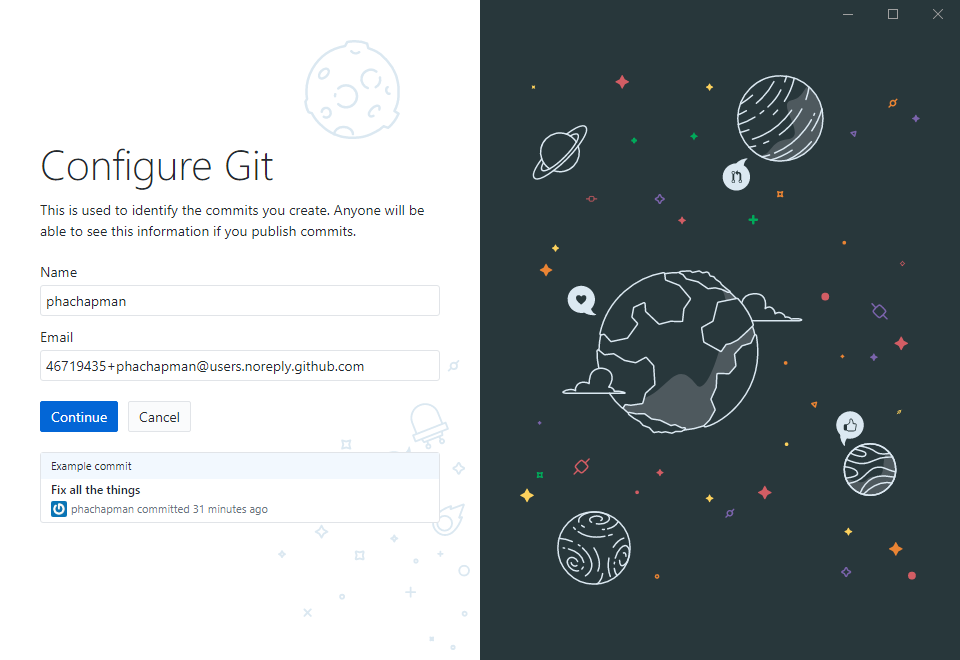 Configure Git
This is used to identify the commits you create. Anyone will be
able to see this information if you publish commits.
Name
phachapman
Email
46719435+phachapman@users.noreply.github.com
Continue
Cancel
Example commit
Fix all the things
phachapman committed 31 minutes ago